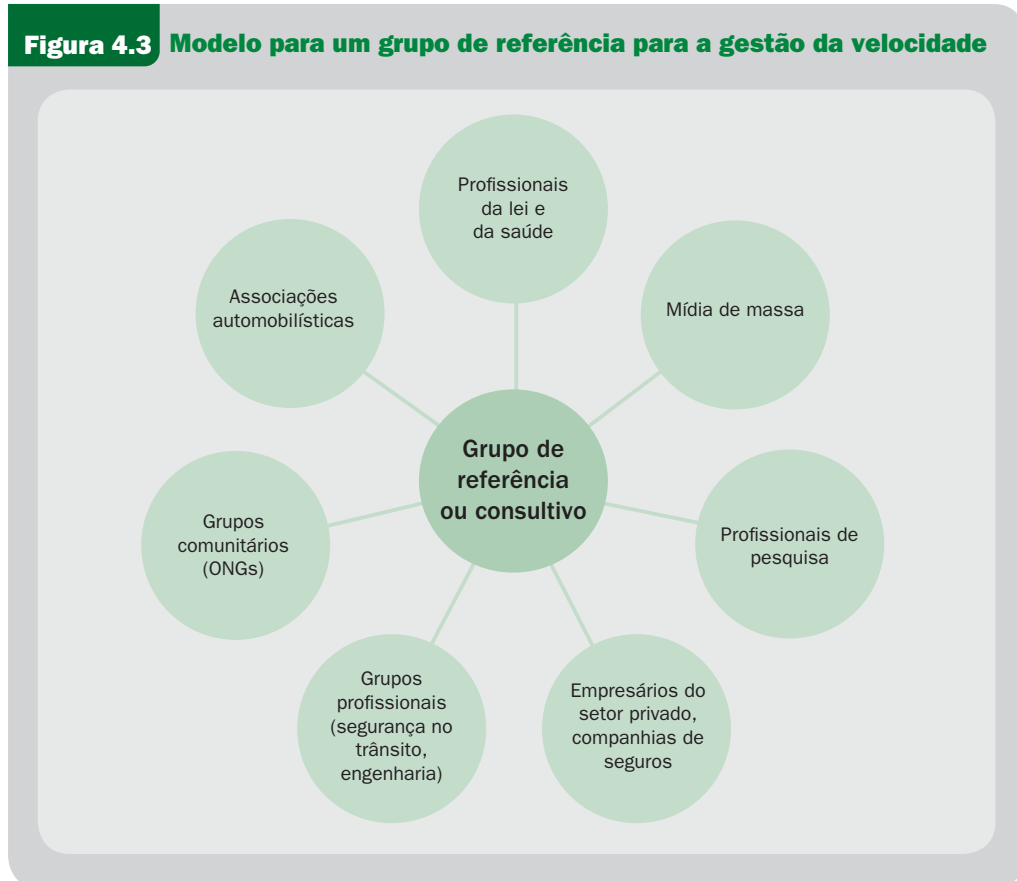 Figura 4.3 Modelo para um grupo de referência para a gestão da velocidade
Profissionais
da lei e
da saúde
Associações
automobilísticas
Mídia de massa
Grupo de
referência
ou consultivo
Grupos
comunitários
(ONGs)
Profissionais de
pesquisa
Grupos
profissionais
(segurança no
trânsito,
engenharia)
Empresários do
setor privado,
companhias de
seguros